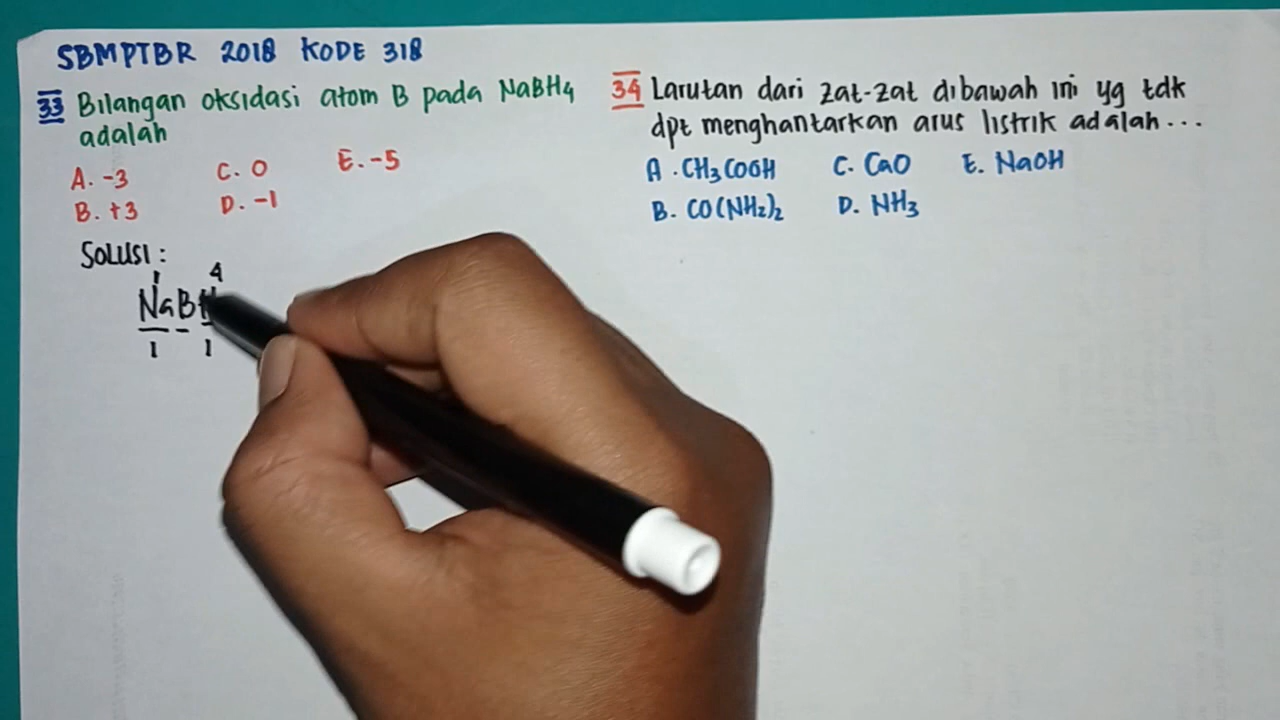 SBMPTBR 2018 KODE 318
33 Bilangan oksidasi atom B pada NaBH4
adalah
A. -3 C. 0 E. -5
B. +3 D. -1
SOLUSI :
1 4
NaB
1 1
34 Larutan dari zat-zat dibawah ini yg tdk
dpt menghantarkan arus listrik adalah...
A. CH3COOH C. CaO E. NaOH
B. CO(NH2)2 D. NH3